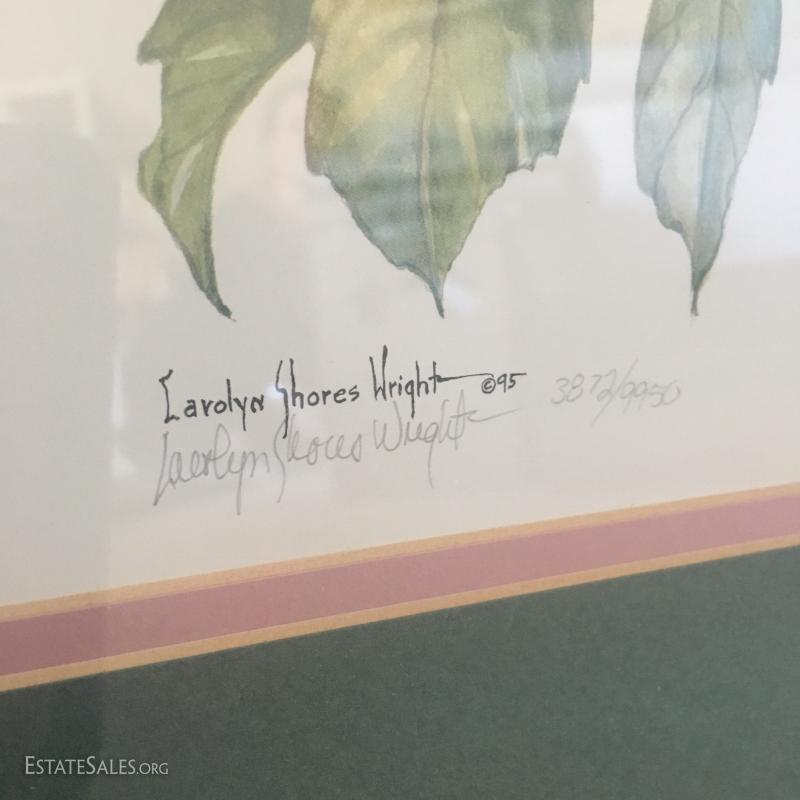 Carolyn Shores Wright ©95
3872/9950
Carolyn Shores Wright
ESTATESALES.ORG